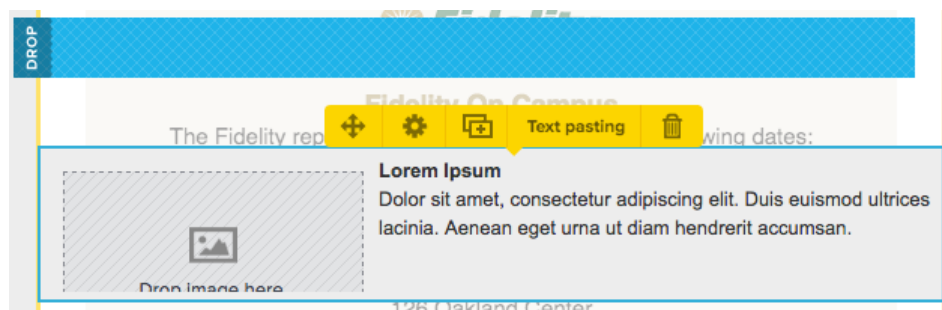 Fidelity
DROP
Fidelity On Campus
The Fidelity rep
wing dates:
Text pasting
Lorem Ipsum
Dolor sit amet, consectetur adipiscing elit. Duis euismod ultrices
lacinia. Aenean eget urna ut diam hendrerit accumsan.
Drop image here
126 Oakland Center